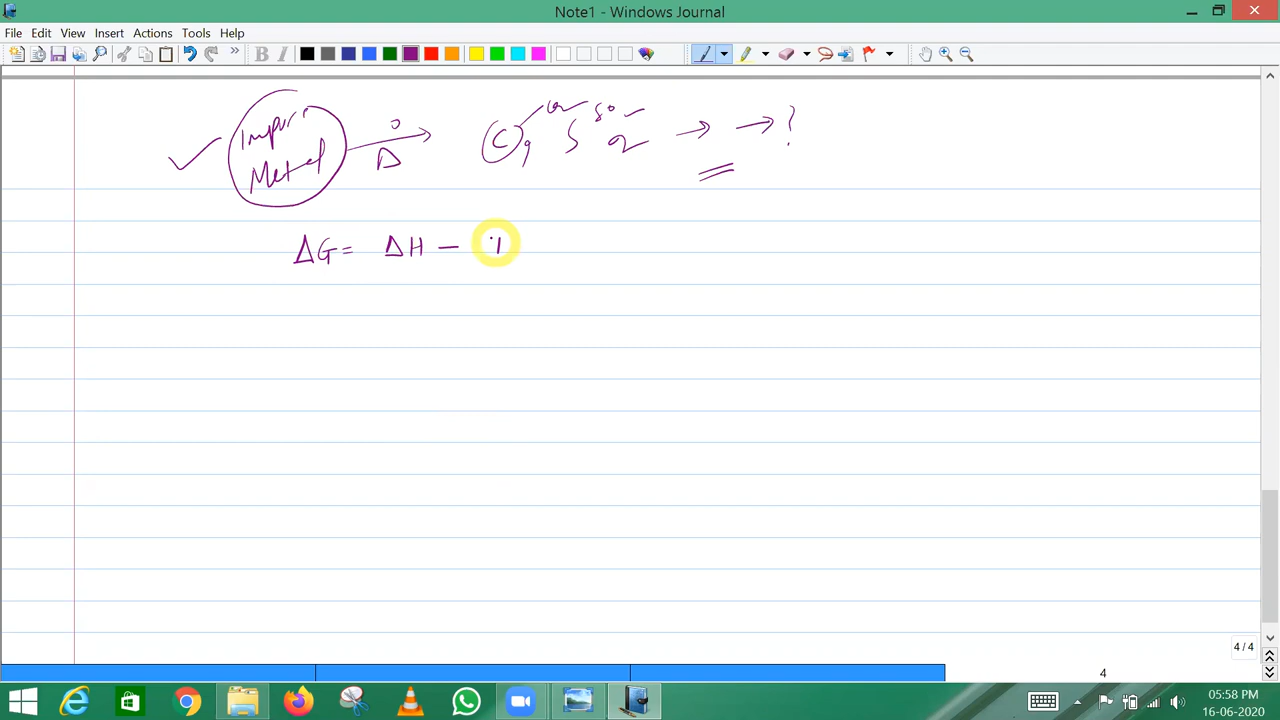 Note1 - Windows Journal
File Edit View Insert Actions Tools Help
B I
Metal Δ C, S →→ ?
ΔG = ΔH –
4 / 4
4
05:58 PM
16-06-2020